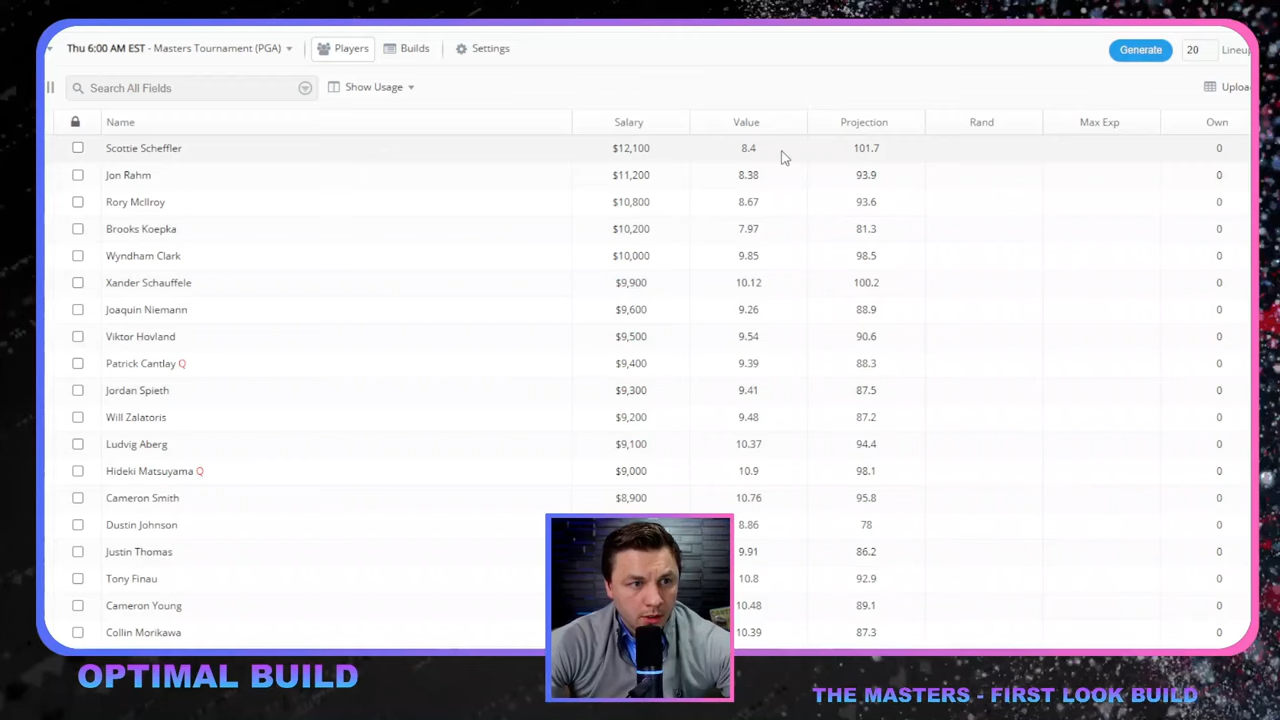 Thu 6:00 AM EST - Masters Tournament (PGA) Players Builds Settings Generate 20 Lineup
Search All Fields Show Usage Uploa
Name Salary Value Projection Rand Max Exp Own
Scottie Scheffler $12,100 8.4 101.7 0
Jon Rahm $11,200 8.38 93.9 0
Rory McIlroy $10,800 8.67 93.6 0
Brooks Koepka $10,200 7.97 81.3 0
Wyndham Clark $10,000 9.85 98.5 0
Xander Schauffele $9,900 10.12 100.2 0
Joaquin Niemann $9,600 9.26 88.9 0
Viktor Hovland $9,500 9.54 90.6 0
Patrick Cantlay Q $9,400 9.39 88.3 0
Jordan Spieth $9,300 9.41 87.5 0
Will Zalatoris $9,200 9.48 87.2 0
Ludvig Aberg $9,100 10.37 94.4 0
Hideki Matsuyama Q $9,000 10.9 98.1 0
Cameron Smith $8,900 10.76 95.8 0
Dustin Johnson 8.86 78 0
Justin Thomas 9.91 86.2 0
Tony Finau 10.8 92.9 0
Cameron Young 10.48 89.1 0
Collin Morikawa 10.39 87.3 0
OPTIMAL BUILD
THE MASTERS - FIRST LOOK BUILD